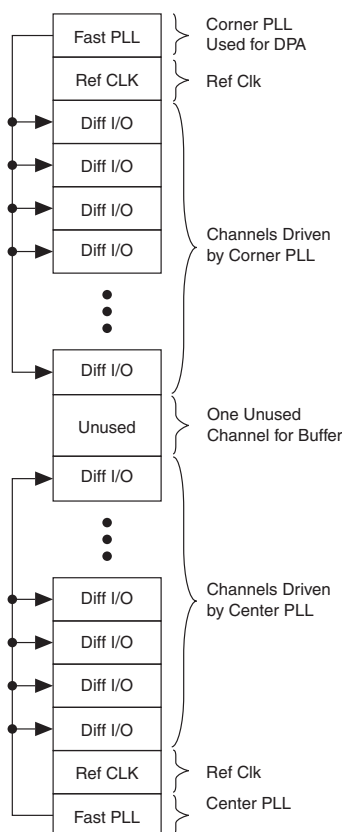 Fast PLL
Corner PLL
Used for DPA
Ref CLK
Ref Clk
Diff I/O
Diff I/O
Diff I/O
Diff I/O
Channels Driven
by Corner PLL
Diff I/O
Unused
One Unused
Channel for Buffer
Diff I/O
Channels Driven
by Center PLL
Diff I/O
Diff I/O
Diff I/O
Diff I/O
Ref CLK
Ref Clk
Fast PLL
Center PLL